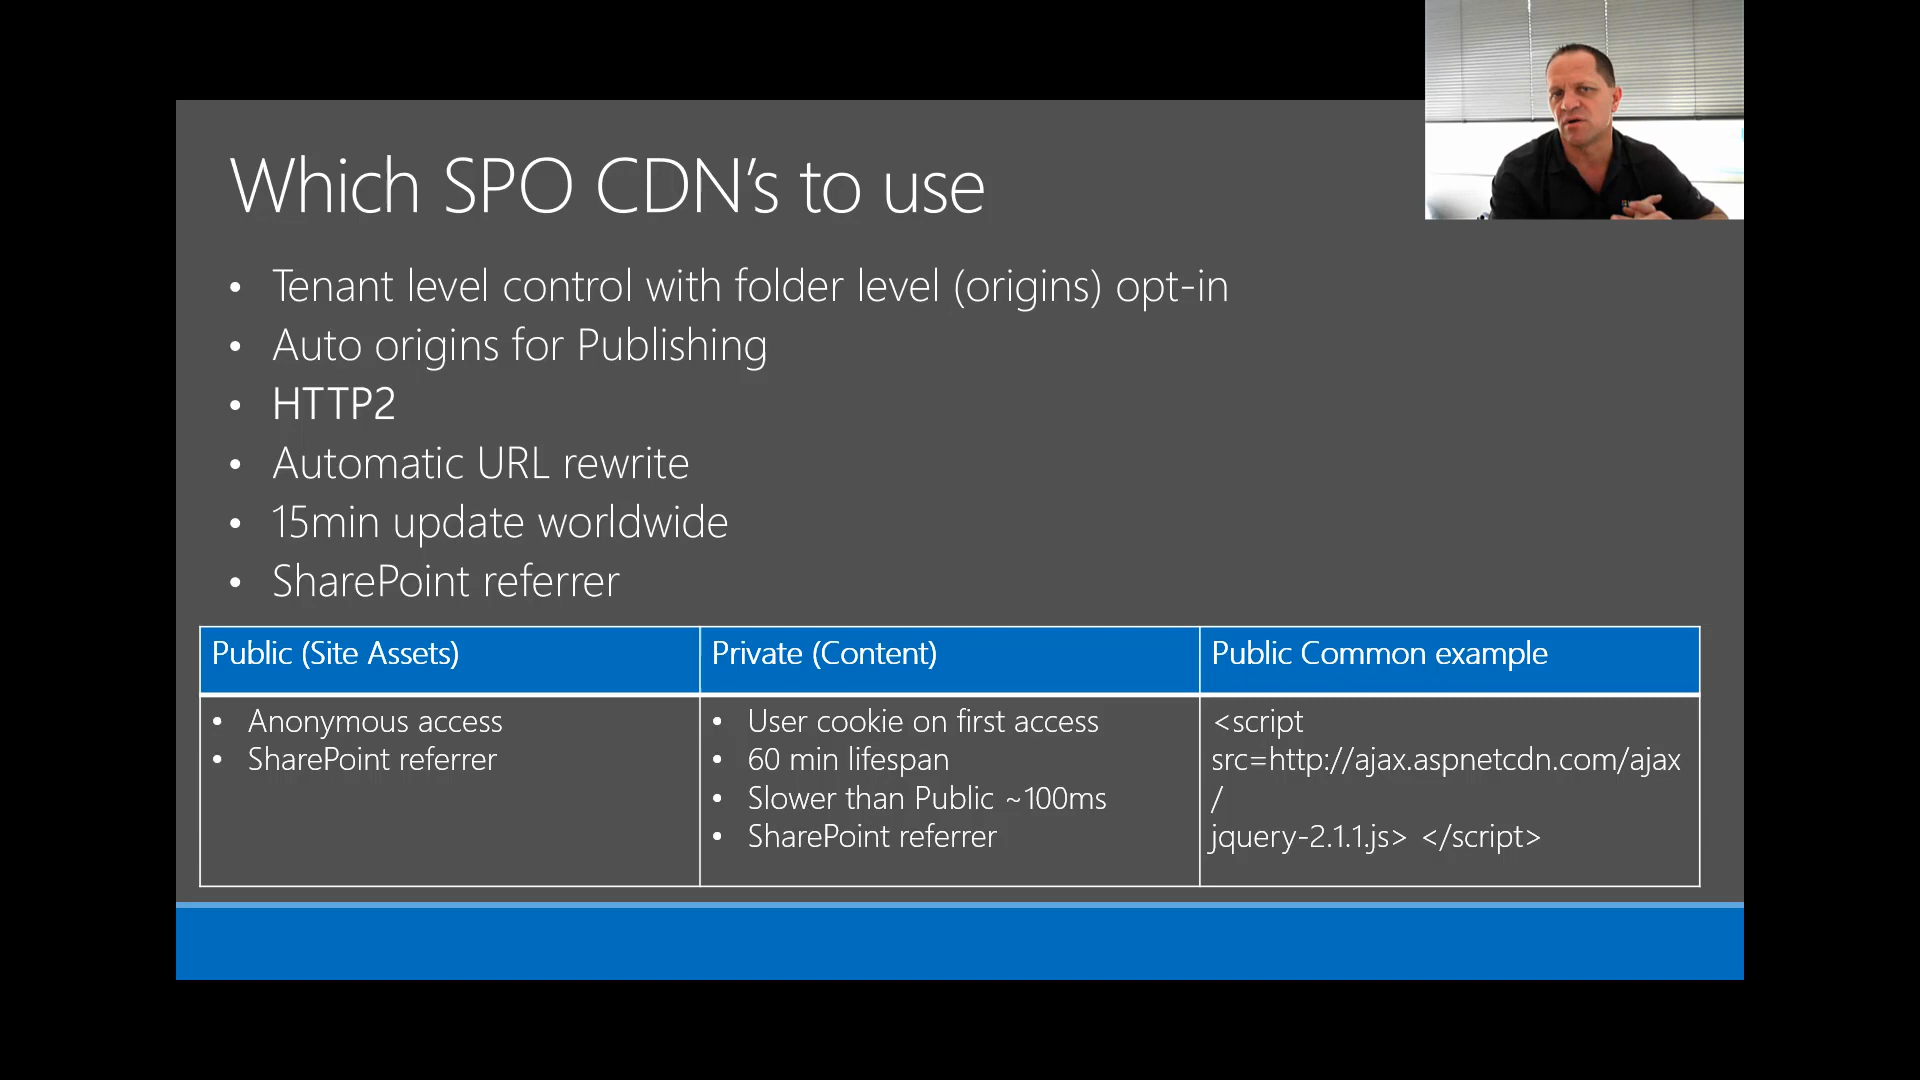 Which SPO CDN's to use
• Tenant level control with folder level (origins) opt-in
• Auto origins for Publishing
• HTTP2
• Automatic URL rewrite
• 15min update worldwide
• SharePoint referrer
Public (Site Assets)
• Anonymous access
• SharePoint referrer
Private (Content)
• User cookie on first access
• 60 min lifespan
• Slower than Public ~100ms
• SharePoint referrer
Public Common example
<script
src=http://ajax.aspnetcdn.com/ajax
/
jquery-2.1.1.js> </script>